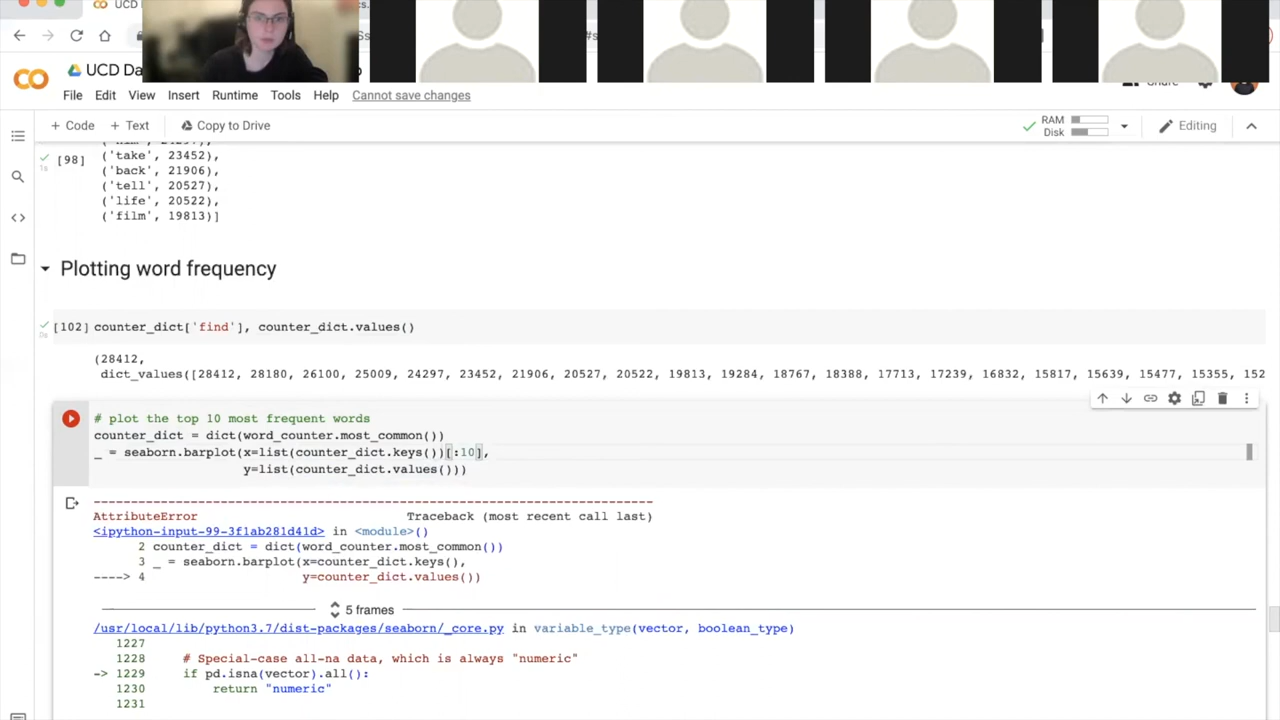 UCD Da
File Edit View Insert Runtime Tools Help Cannot save changes
+ Code + Text Copy to Drive
RAM
Disk
Editing
[98]
('take', 23452),
('back', 21906),
('tell', 20527),
('life', 20522),
('film', 19813)]
Plotting word frequency
[102] counter_dict['find'], counter_dict.values()
(28412,
dict_values([28412, 28180, 26100, 25009, 24297, 23452, 21906, 20527, 20522, 19813, 19284, 18767, 18388, 17713, 17239, 16832, 15817, 15639, 15477, 15355, 152
# plot the top 10 most frequent words
counter_dict = dict(word_counter.most_common())
_ = seaborn.barplot(x=list(counter_dict.keys())[:10],
y=list(counter_dict.values()))
---------------------------------------------------------------------------
AttributeError Traceback (most recent call last)
<ipython-input-99-3f1ab281d41d> in <module>()
2 counter_dict = dict(word_counter.most_common())
3 _ = seaborn.barplot(x=counter_dict.keys(),
----> 4 y=counter_dict.values())
5 frames
/usr/local/lib/python3.7/dist-packages/seaborn/_core.py in variable_type(vector, boolean_type)
1227
1228 # Special-case all-na data, which is always "numeric"
-> 1229 if pd.isna(vector).all():
1230 return "numeric"
1231